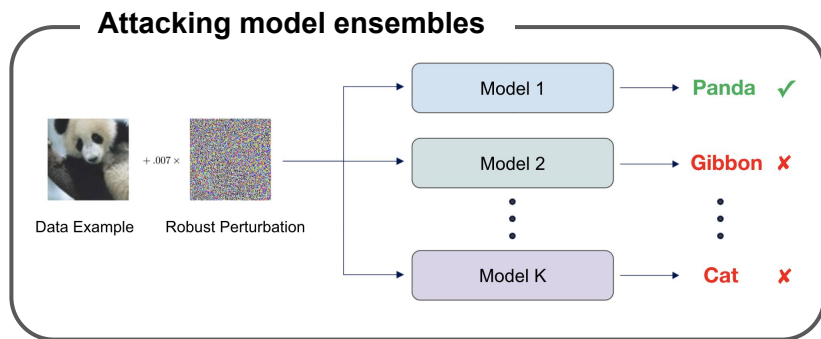 Attacking model ensembles
Model 1
Panda ✓
+ .007 ×
Model 2
Gibbon ✘
Data Example
Robust Perturbation
Model K
Cat ✘